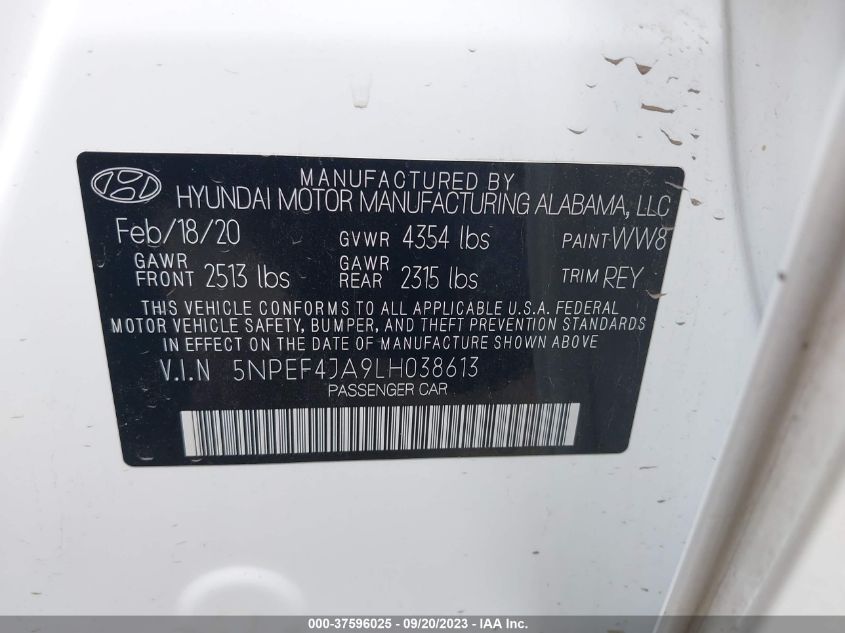 MANUFACTURED BY
HYUNDAI MOTOR MANUFACTURING ALABAMA, LLC
Feb/18/20 GVWR 4354 lbs PAINT WW8
GAWR FRONT 2513 lbs GAWR REAR 2315 lbs TRIM REY
THIS VEHICLE CONFORMS TO ALL APPLICABLE U.S.A. FEDERAL
MOTOR VEHICLE SAFETY, BUMPER, AND THEFT PREVENTION STANDARDS
IN EFFECT ON THE DATE OF MANUFACTURE SHOWN ABOVE
V.I.N 5NPEF4JA9LH038613
PASSENGER CAR
000-37596025 - 09/20/2023 - IAAI, Inc.